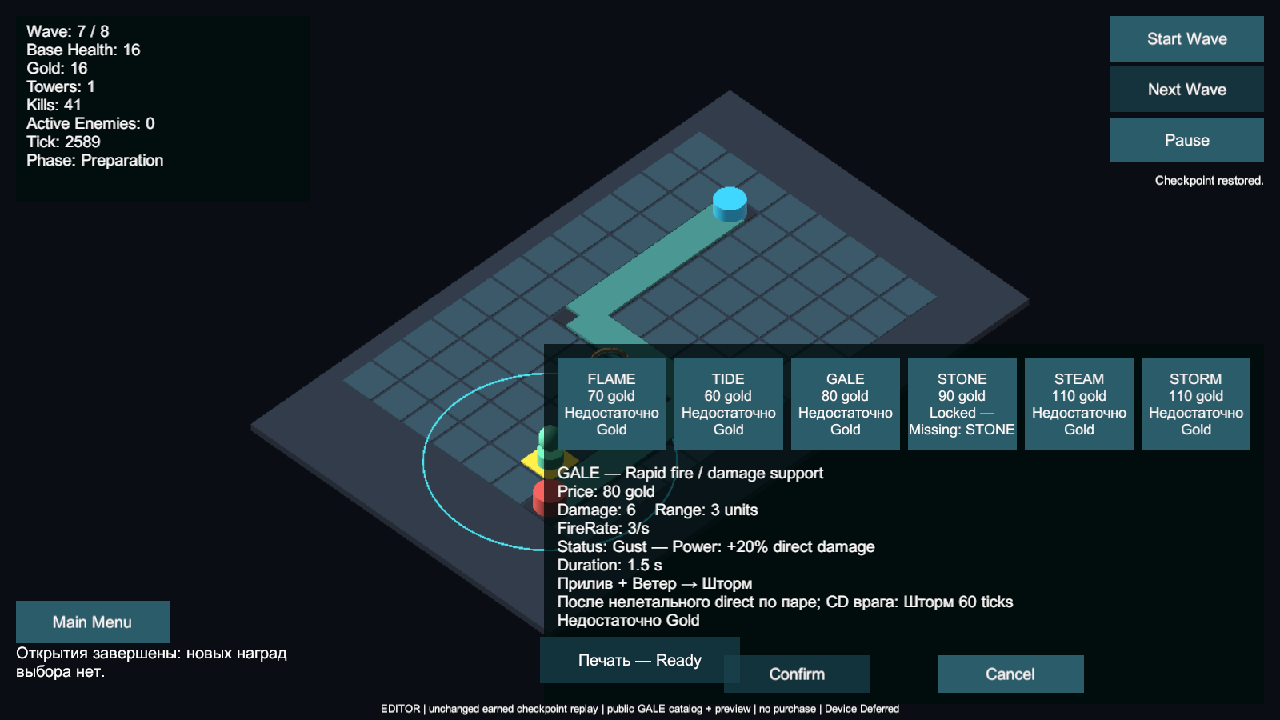 Wave: 7 / 8
Base Health: 16
Gold: 16
Towers: 1
Kills: 41
Active Enemies: 0
Tick: 2589
Phase: Preparation
Start Wave
Next Wave
Pause
Checkpoint restored.
FLAME
70 gold
Недостаточно
Gold
TIDE
60 gold
Недостаточно
Gold
GALE
80 gold
Недостаточно
Gold
STONE
90 gold
Locked —
Missing: STONE
STEAM
110 gold
Недостаточно
Gold
STORM
110 gold
Недостаточно
Gold
GALE — Rapid fire / damage support
Price: 80 gold
Damage: 6 Range: 3 units
FireRate: 3/s
Status: Gust — Power: +20% direct damage
Duration: 1.5 s
Прилив + Ветер → Шторм
После нелетального direct по паре; CD врага: Шторм 60 ticks
Недостаточно Gold
Печать — Ready
Confirm
Cancel
Main Menu
Открытия завершены: новых наград
выбора нет.
EDITOR | unchanged earned checkpoint replay | public GALE catalog + preview | no purchase | Device Deferred